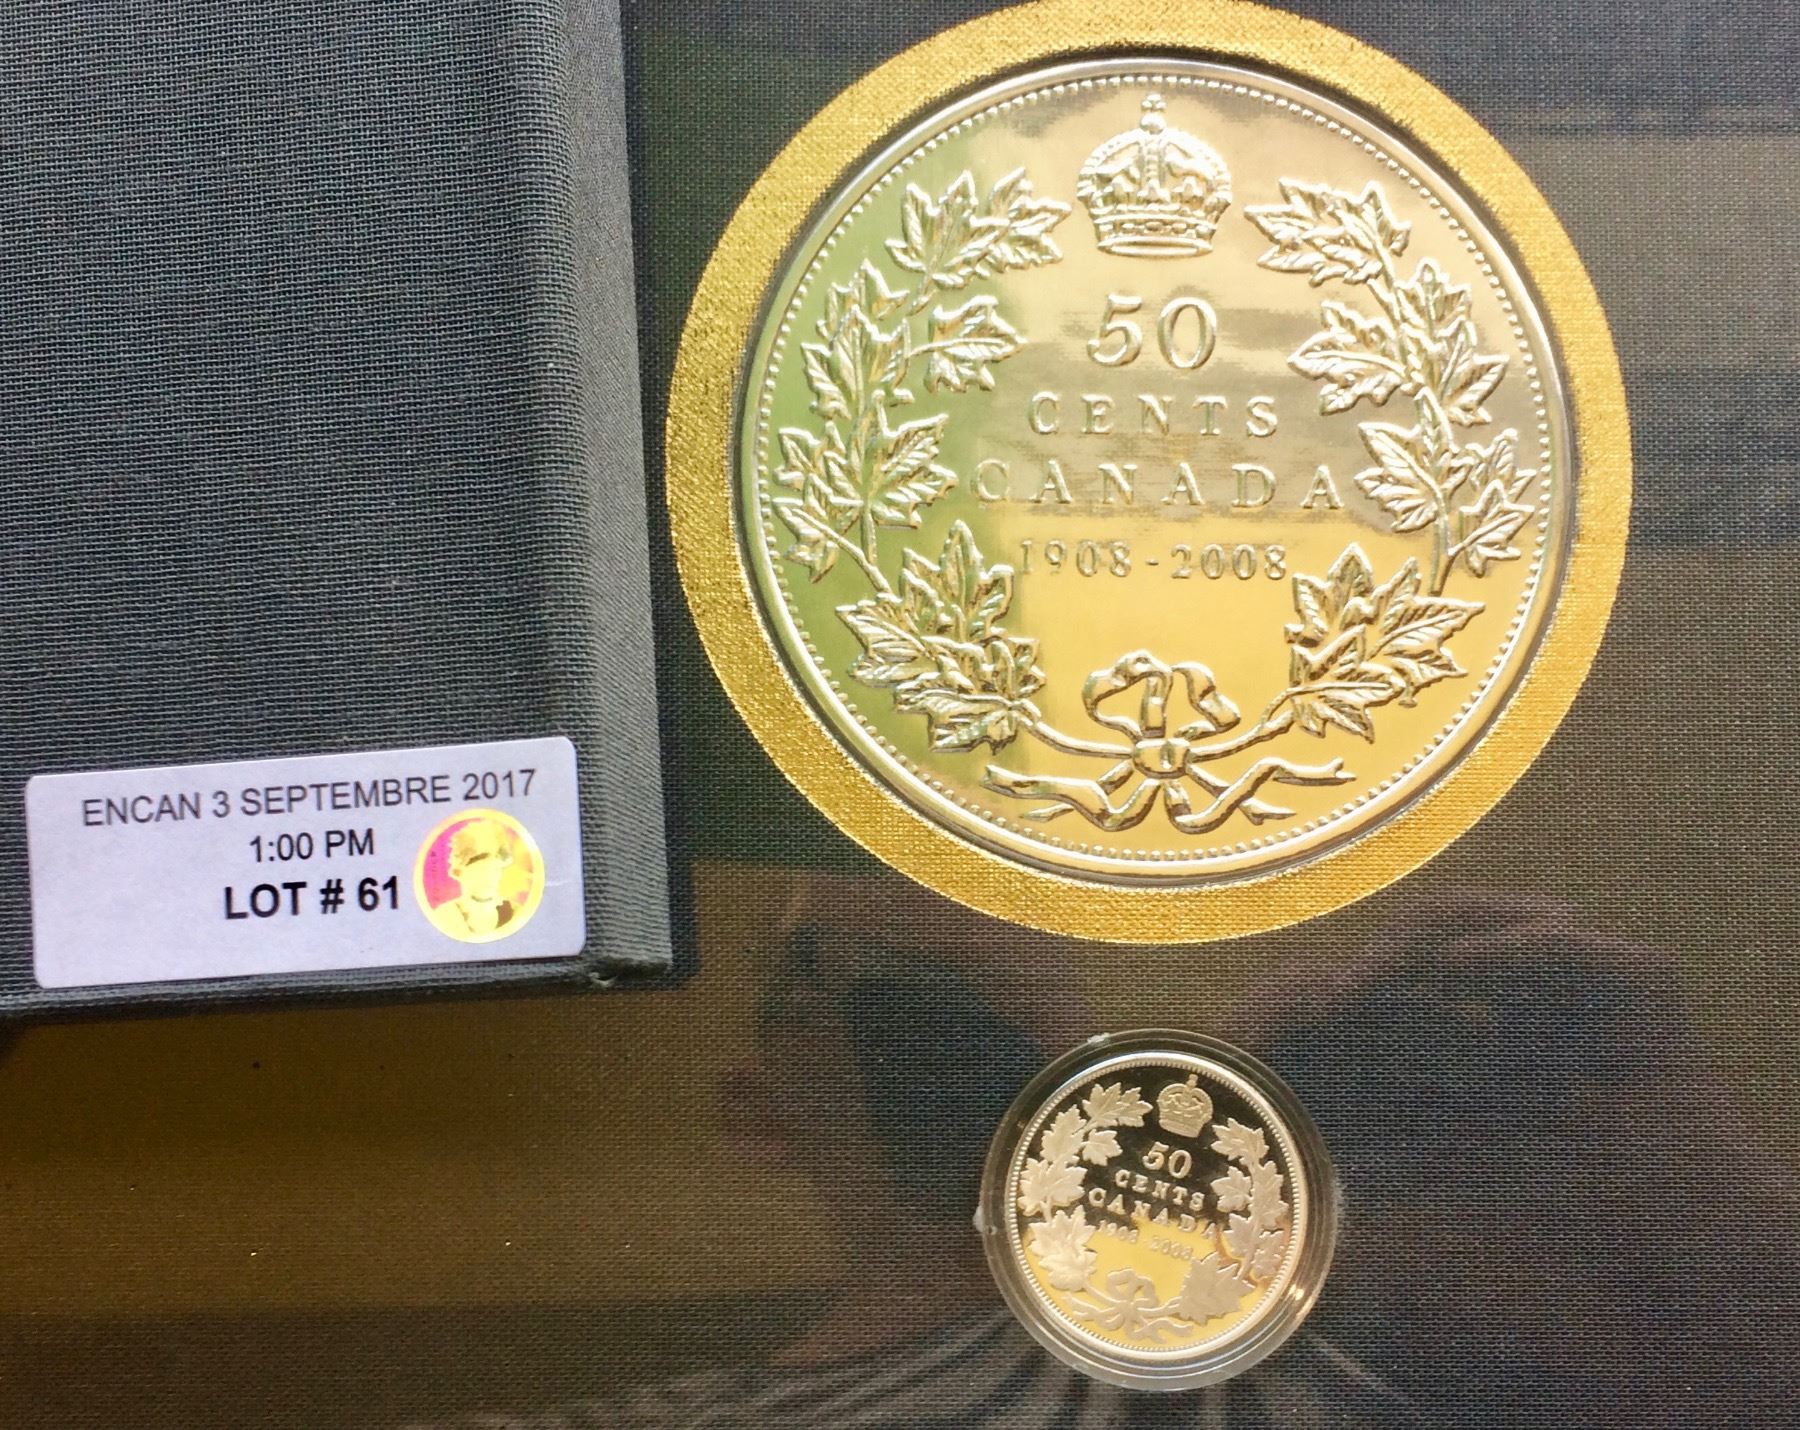 ENCAN 3 SEPTEMBRE 2017
1:00 PM
LOT # 61
50
CENTS
CANADA
1908 - 2008
50
CENTS
CANADA
1908-2008